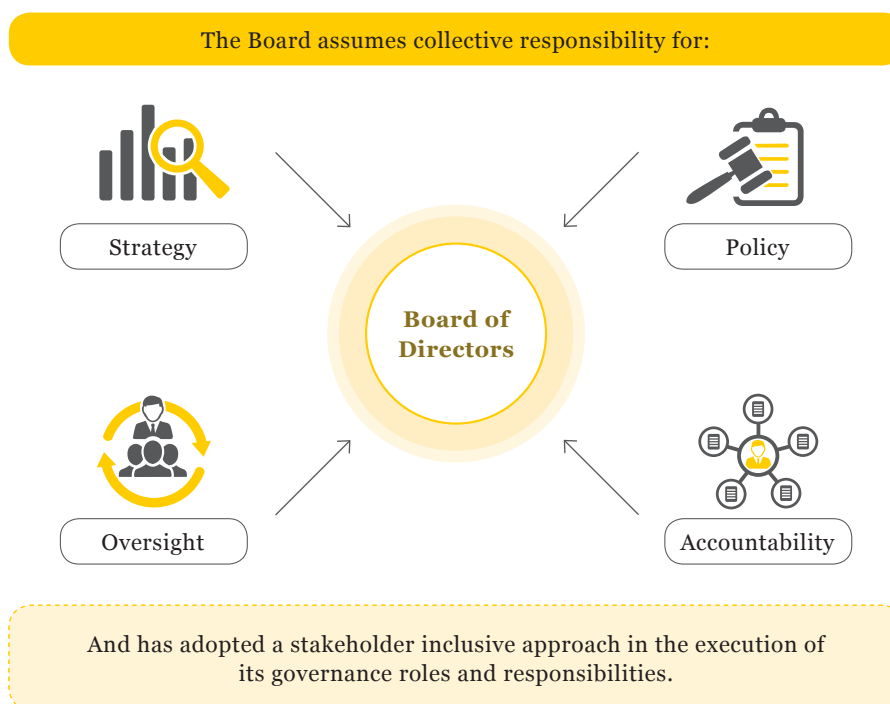 The Board assumes collective responsibility for:
Strategy
Policy
Board of
Directors
Oversight
Accountability
And has adopted a stakeholder inclusive approach in the execution of
its governance roles and responsibilities.